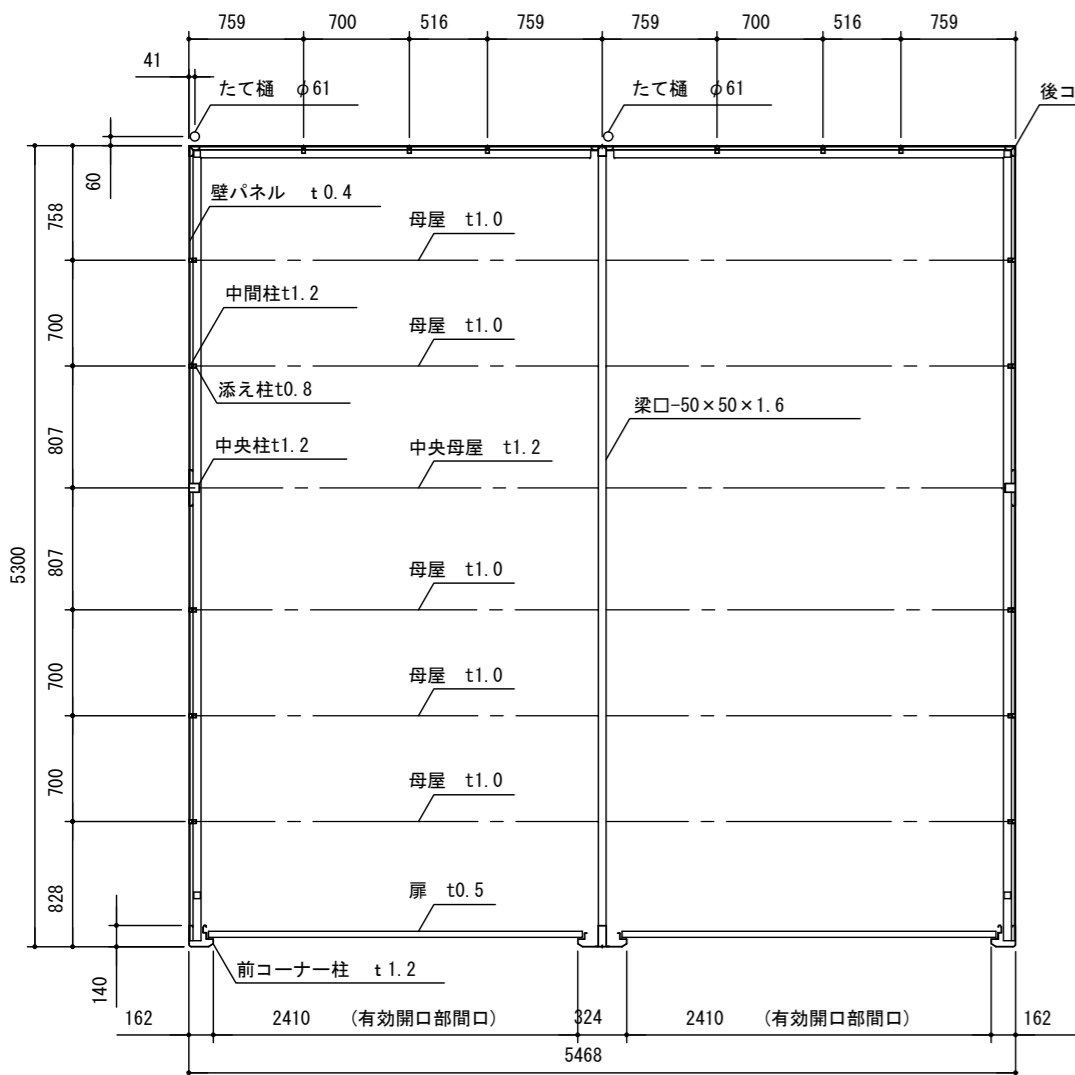 759 700 516 759 759 700 516 759
41
たて樋 φ61 たて樋 φ61 後コ
60
758
壁パネル t0.4
母屋 t1.0
700
中間柱t1.2
母屋 t1.0
添え柱t0.8
梁口-50×50×1.6
807
中央柱t1.2 中央母屋 t1.2
5300
807
母屋 t1.0
700
母屋 t1.0
700
母屋 t1.0
828
扉 t0.5
140
前コーナー柱 t1.2
162 2410 (有効開口部間口) 324 2410 (有効開口部間口) 162
5468